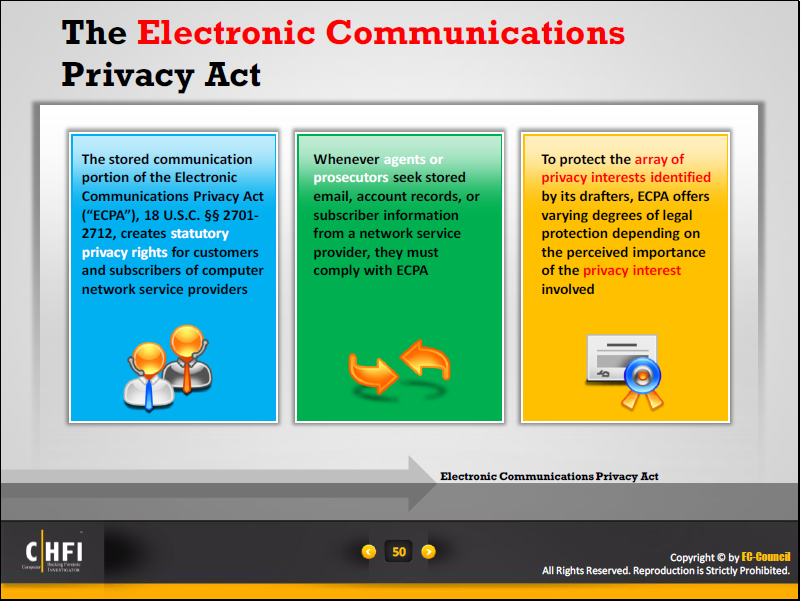 The Electronic Communications
Privacy Act
The stored communication
portion of the Electronic
Communications Privacy Act
(“ECPA”), 18 U.S.C. §§ 2701-
2712, creates statutory
privacy rights for customers
and subscribers of computer
network service providers
Whenever agents or
prosecutors seek stored
email, account records, or
subscriber information
from a network service
provider, they must
comply with ECPA
To protect the array of
privacy interests identified
by its drafters, ECPA offers
varying degrees of legal
protection depending on
the perceived importance
of the privacy interest
involved
Electronic Communications Privacy Act
CHFI
Computer Hacking Forensic
INVESTIGATOR
50
Copyright © by EC-Council
All Rights Reserved. Reproduction is Strictly Prohibited.